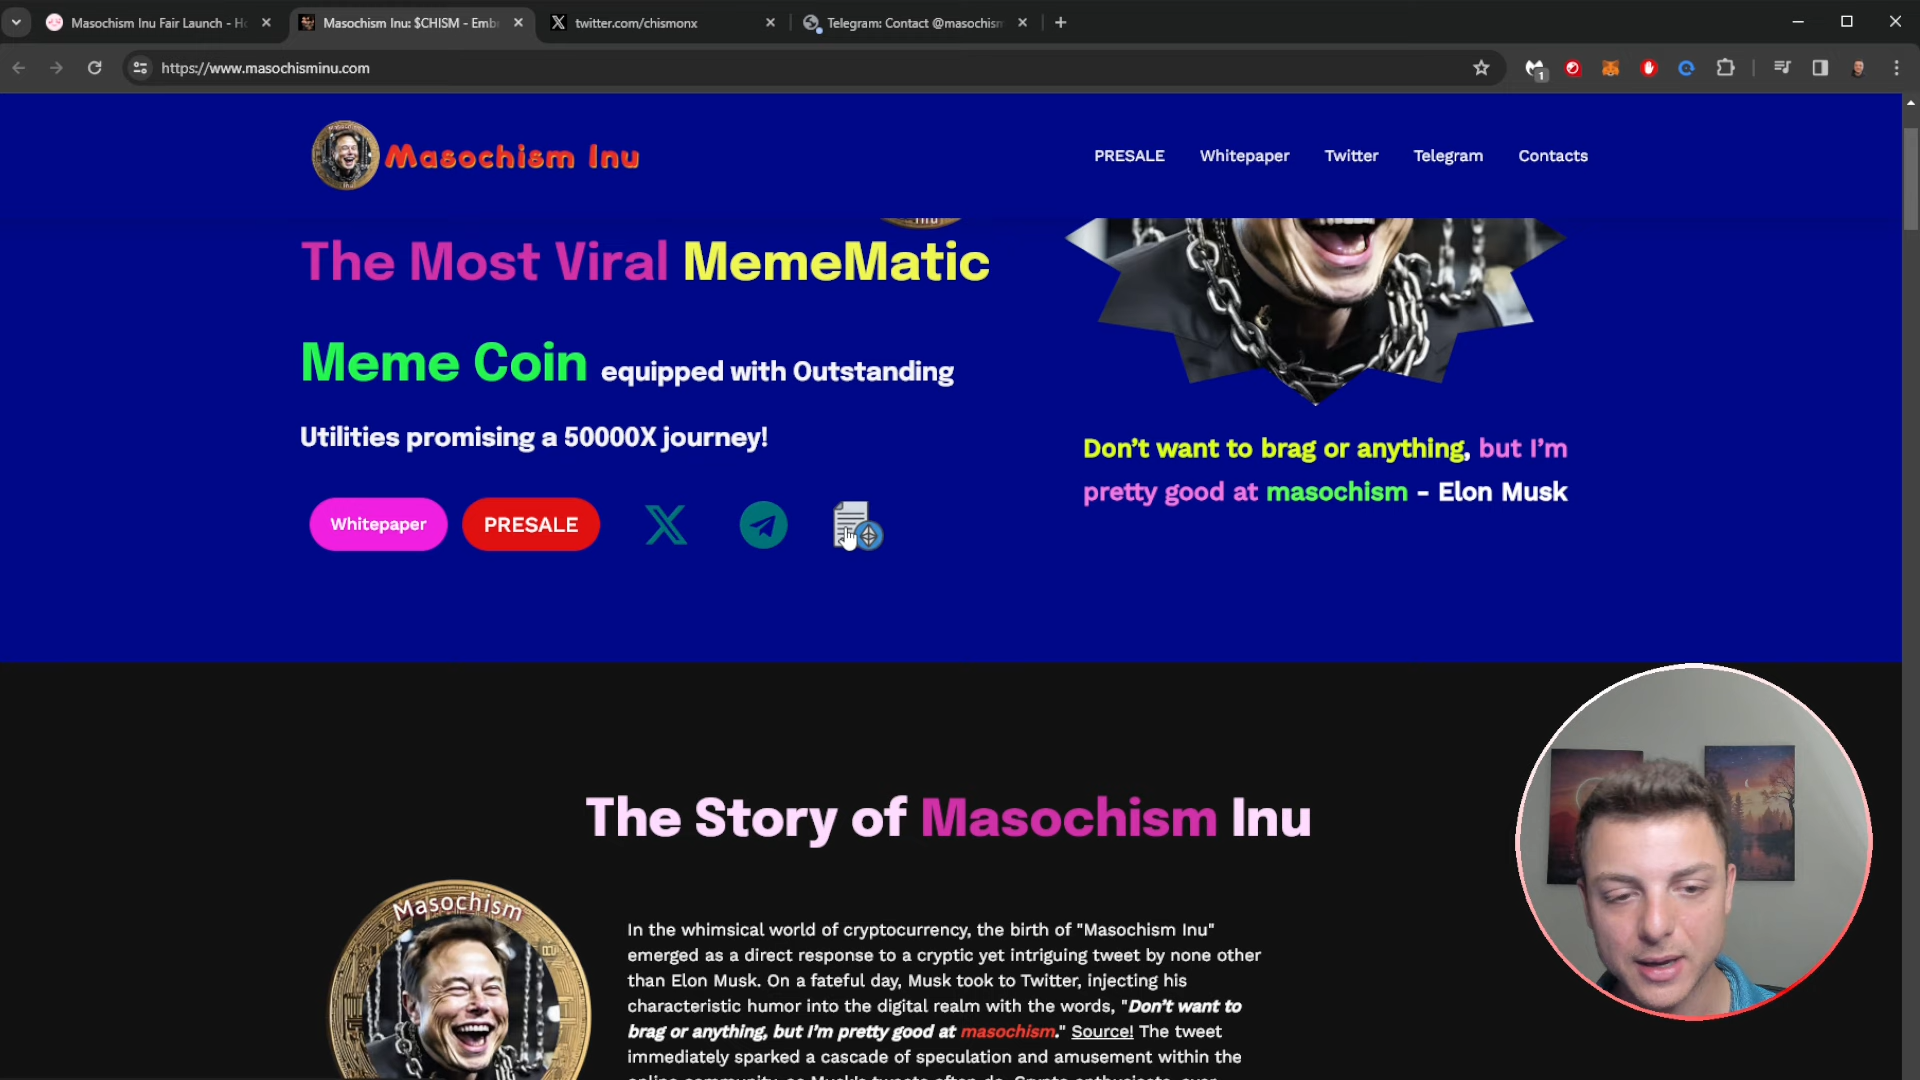 Masochism Inu Fair Launch - Ho
Masochism Inu: $CHISM - Emb
twitter.com/chismonx
Telegram: Contact @masochism
https://www.masochisminu.com
1
Masochism Inu
PRESALE
Whitepaper
Twitter
Telegram
Contacts
The Most Viral MemeMatic
Meme Coin equipped with Outstanding
Utilities promising a 50000X journey!
Whitepaper
PRESALE
Don't want to brag or anything, but I'm
pretty good at masochism - Elon Musk
The Story of Masochism Inu
Masochism
In the whimsical world of cryptocurrency, the birth of "Masochism Inu"
emerged as a direct response to a cryptic yet intriguing tweet by none other
than Elon Musk. On a fateful day, Musk took to Twitter, injecting his
characteristic humor into the digital realm with the words, "Don't want to
brag or anything, but I'm pretty good at masochism." Source! The tweet
immediately sparked a cascade of speculation and amusement within the